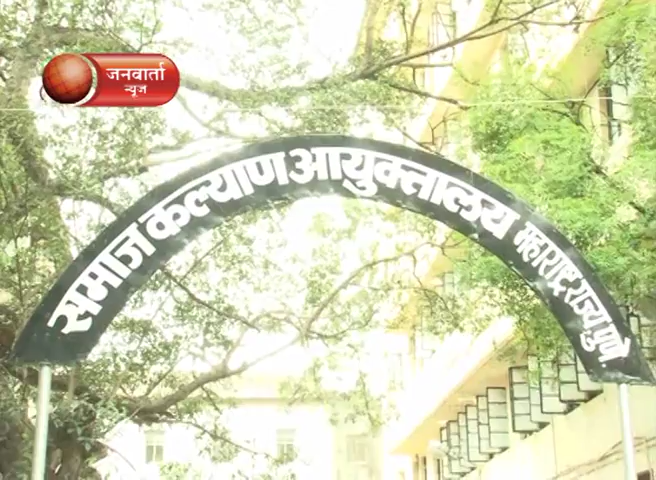 जनवार्ता
न्यूज
समाज कल्याण आयुक्तालय महाराष्ट्र राज्य पुणे